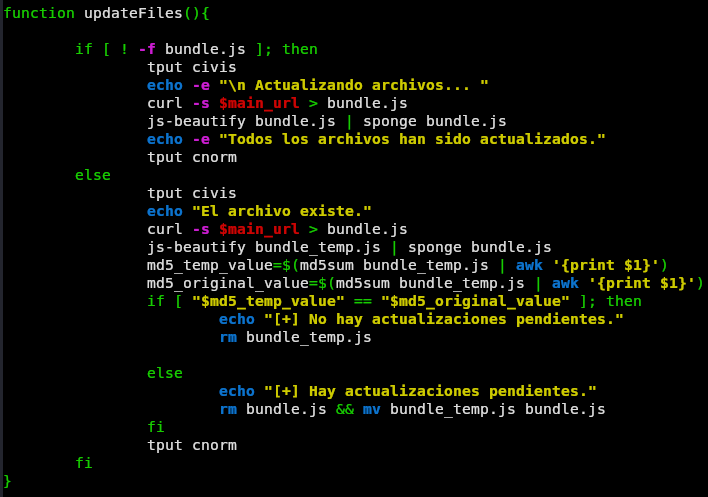 function updateFiles(){

        if [ ! -f bundle.js ]; then
                tput civis
                echo -e "\n Actualizando archivos... "
                curl -s $main_url > bundle.js
                js-beautify bundle.js | sponge bundle.js
                echo -e "Todos los archivos han sido actualizados."
                tput cnorm
        else
                tput civis
                echo "El archivo existe."
                curl -s $main_url > bundle.js
                js-beautify bundle_temp.js | sponge bundle.js
                md5_temp_value=$(md5sum bundle_temp.js | awk '{print $1}')
                md5_original_value=$(md5sum bundle_temp.js | awk '{print $1}')
                if [ "$md5_temp_value" == "$md5_original_value" ]; then
                        echo "[+] No hay actualizaciones pendientes."
                        rm bundle_temp.js

                else
                        echo "[+] Hay actualizaciones pendientes."
                        rm bundle.js && mv bundle_temp.js bundle.js
                fi
                tput cnorm
        fi
}